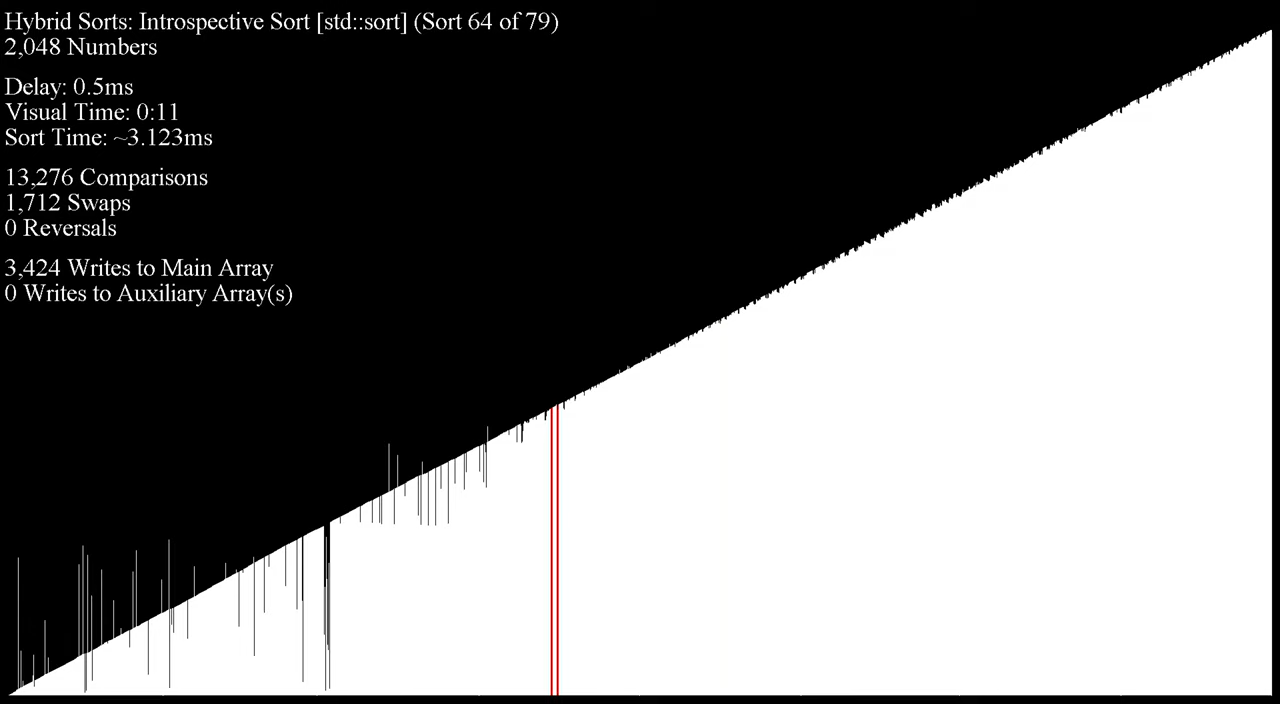 Hybrid Sorts: Introspective Sort [std::sort] (Sort 64 of 79)
2,048 Numbers
Delay: 0.5ms
Visual Time: 0:11
Sort Time: ~3.123ms
13,276 Comparisons
1,712 Swaps
0 Reversals
3,424 Writes to Main Array
0 Writes to Auxiliary Array(s)